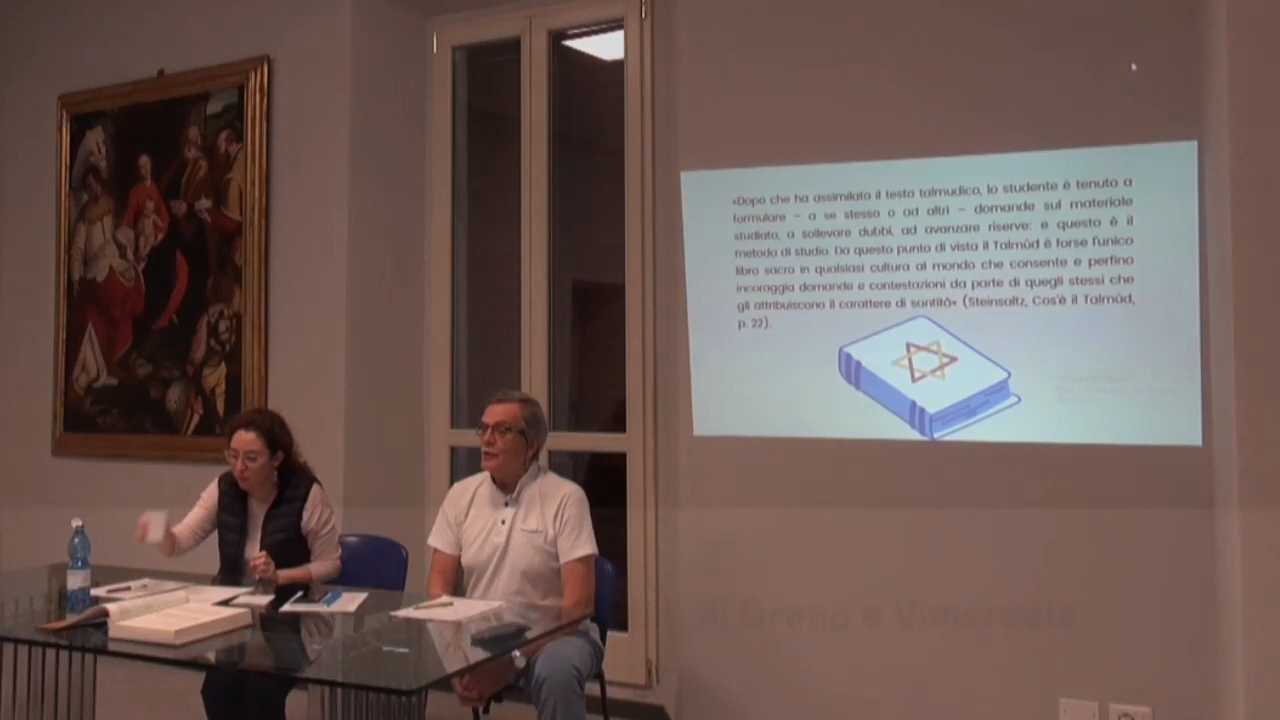 «Dopo che ha assimilato il testo talmudico, lo studente è tenuto a
formulare – a se stesso o ad altri – domande sul materiale
studiato, a sollevare dubbi, ad avanzare riserve: e questo è il
metodo di studio. Da questo punto di vista il Talmùd è forse l'unico
libro sacro in qualsiasi cultura al mondo che consente e perfino
incoraggia domande e contestazioni da parte di quegli stessi che
gli attribuiscono il carattere di santità» (Steinsaltz, Cos'è il Talmùd,
p. 22).
di Oreno e Vimercate